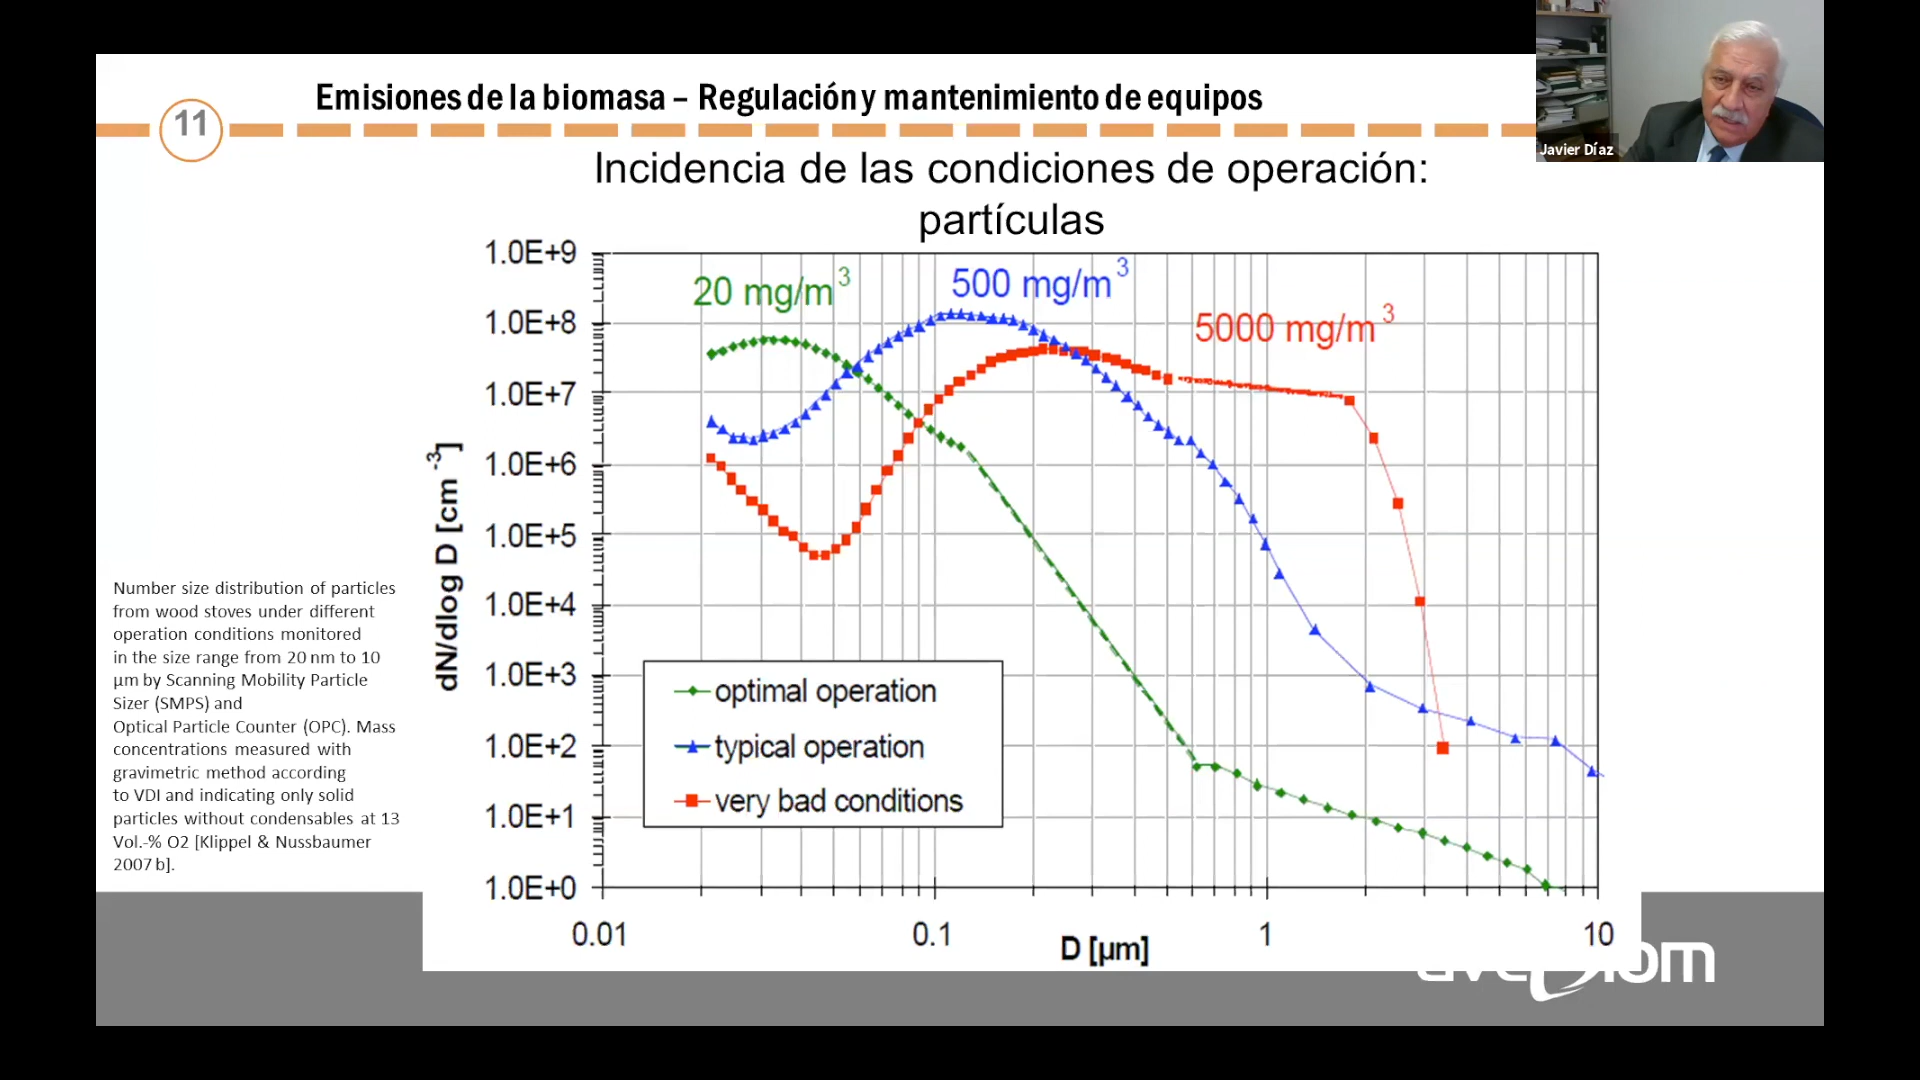 11
Emisiones de la biomasa – Regulación y mantenimiento de equipos
Javier Díaz
Incidencia de las condiciones de operación:
partículas
1.0E+9
1.0E+8
1.0E+7
1.0E+6
1.0E+5
1.0E+4
1.0E+3
1.0E+2
1.0E+1
1.0E+0
dN/dlog D [cm-3]
20 mg/m3
500 mg/m3
5000 mg/m3
optimal operation
typical operation
very bad conditions
0.01
0.1
1
10
D [µm]
Number size distribution of particles
from wood stoves under different
operation conditions monitored
in the size range from 20 nm to 10
µm by Scanning Mobility Particle
Sizer (SMPS) and
Optical Particle Counter (OPC). Mass
concentrations measured with
gravimetric method according
to VDI and indicating only solid
particles without condensables at 13
Vol.-% O2 [Klippel & Nussbaumer
2007 b].